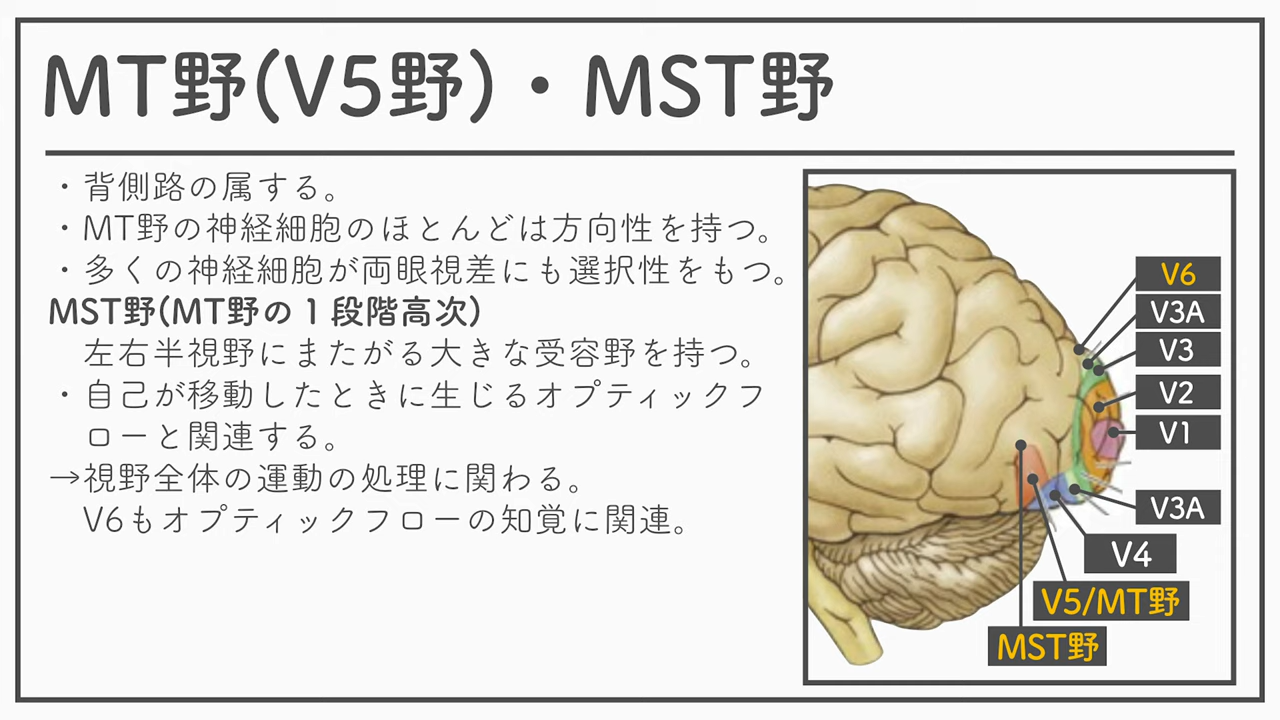 MT野(V5野)・MST野
・背側路の属する。
・MT野の神経細胞のほとんどは方向性を持つ。
・多くの神経細胞が両眼視差にも選択性をもつ。
MST野(MT野の1段階高次)
左右半視野にまたがる大きな受容野を持つ。
・自己が移動したときに生じるオプティックフ
ローと関連する。
→視野全体の運動の処理に関わる。
V6もオプティックフローの知覚に関連。
V6
V3A
V3
V2
V1
V3A
V4
V5/MT野
MST野